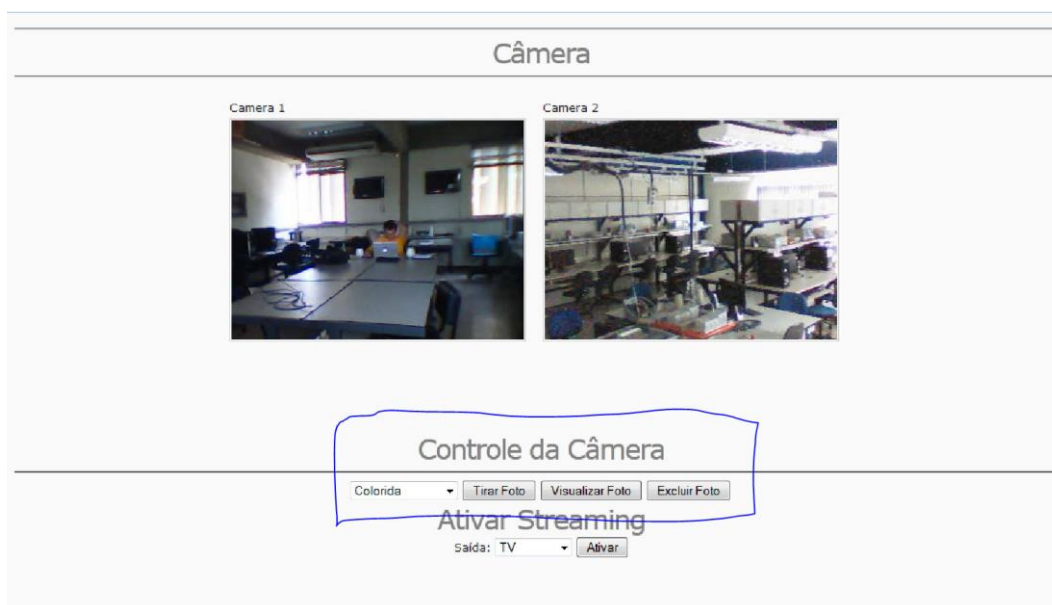 Câmera
Camera 1 Camera 2
Controle da Câmera
Colorida Tirar Foto Visualizar Foto Excluir Foto
Ativar Streaming
Saída: TV Ativar